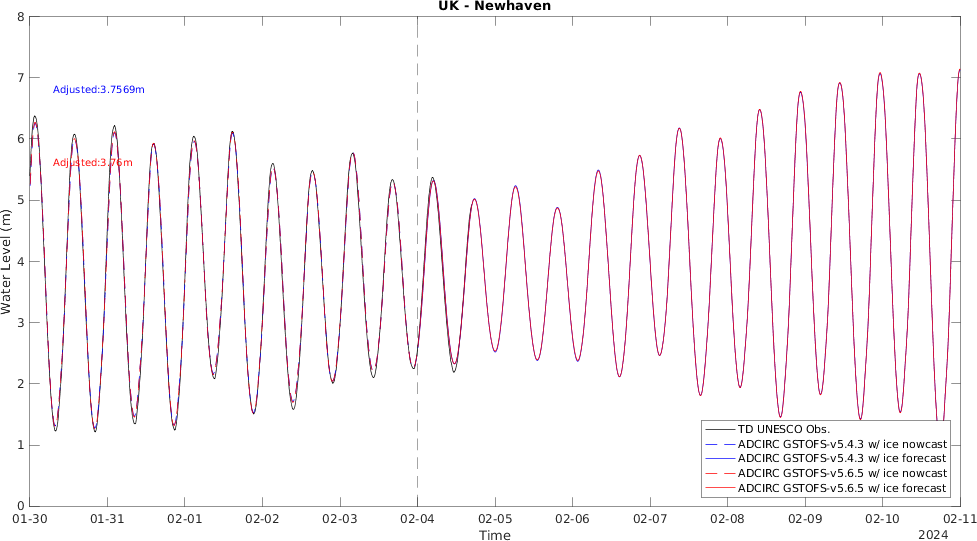 UK - Newhaven
8
7
6
5
4
3
2
1
0
Water Level (m)
Adjusted:3.7569m
Adjusted:3.76m
TD UNESCO Obs.
ADCIRC GSTOFS-v5.4.3 w/ ice nowcast
ADCIRC GSTOFS-v5.4.3 w/ ice forecast
ADCIRC GSTOFS-v5.6.5 w/ ice nowcast
ADCIRC GSTOFS-v5.6.5 w/ ice forecast
01-30 01-31 02-01 02-02 02-03 02-04 02-05 02-06 02-07 02-08 02-09 02-10 02-11
Time
2024